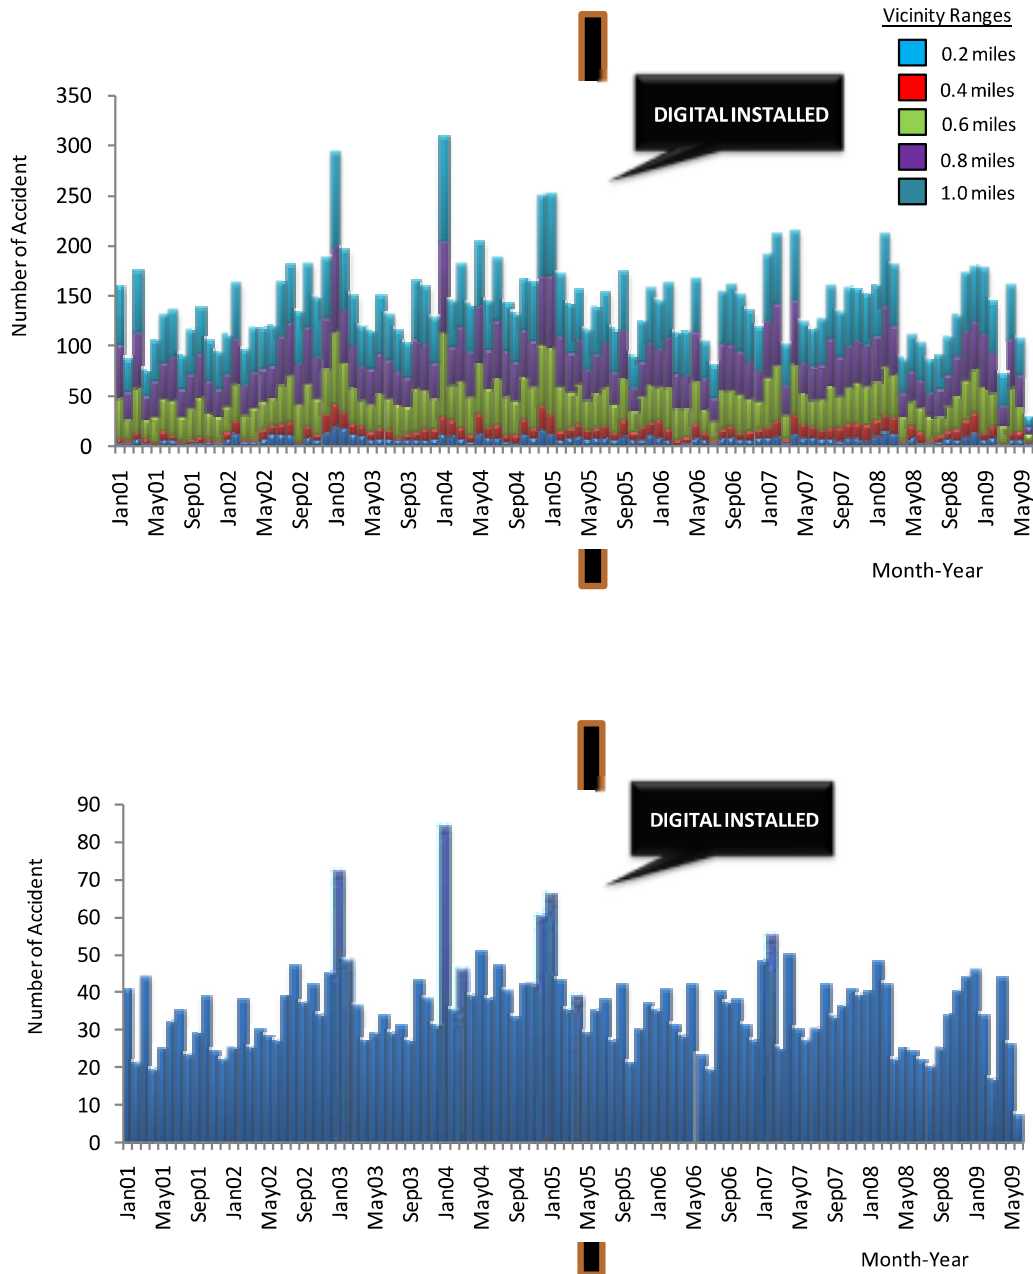 Vicinity Ranges
0.2 miles
0.4 miles
0.6 miles
0.8 miles
1.0 miles
DIGITAL INSTALLED
Number of Accident
350
300
250
200
150
100
50
0
Jan01
May01
Sep01
Jan02
May02
Sep02
Jan03
May03
Sep03
Jan04
May04
Sep04
Jan05
May05
Sep05
Jan06
May06
Sep06
Jan07
May07
Sep07
Jan08
May08
Sep08
Jan09
May09
Month-Year
DIGITAL INSTALLED
Number of Accident
90
80
70
60
50
40
30
20
10
0
Jan01
May01
Sep01
Jan02
May02
Sep02
Jan03
May03
Sep03
Jan04
May04
Sep04
Jan05
May05
Sep05
Jan06
May06
Sep06
Jan07
May07
Sep07
Jan08
May08
Sep08
Jan09
May09
Month-Year